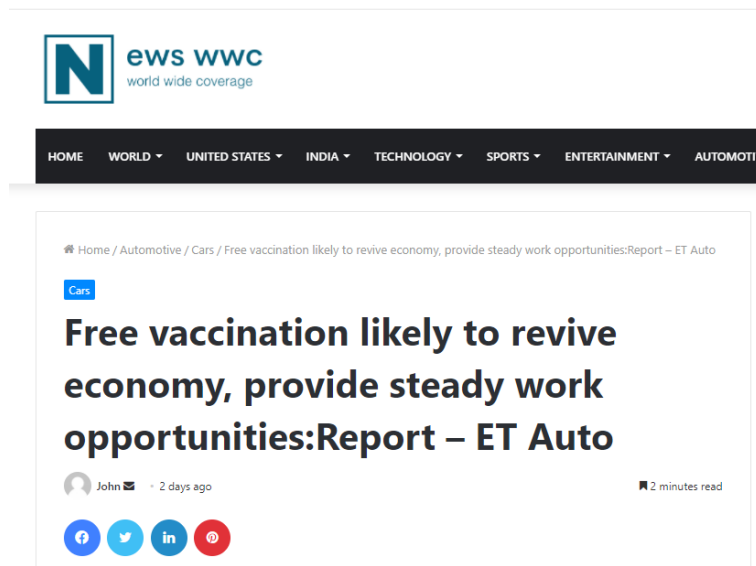 N ews wwc
world wide coverage
HOME WORLD UNITED STATES INDIA TECHNOLOGY SPORTS ENTERTAINMENT AUTOMOTI
Home / Automotive / Cars / Free vaccination likely to revive economy, provide steady work opportunities:Report – ET Auto
Cars
Free vaccination likely to revive
economy, provide steady work
opportunities:Report – ET Auto
John 2 days ago 2 minutes read